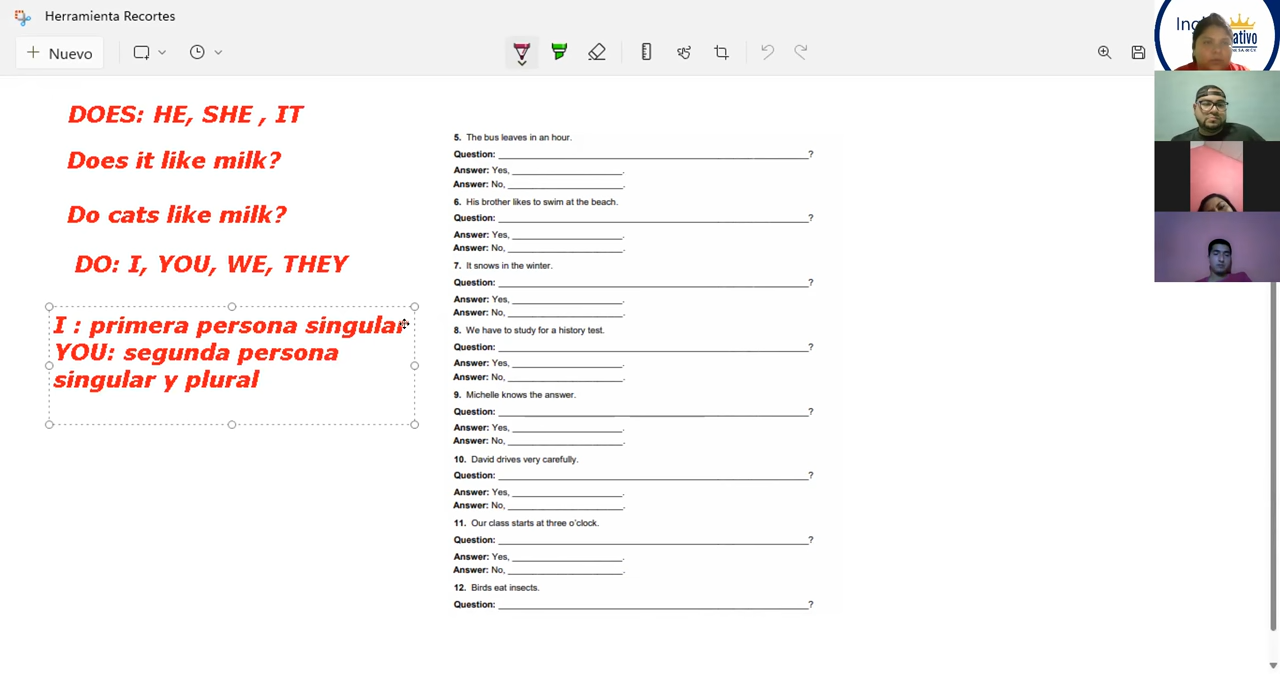 Herramienta Recortes
Nuevo
DOES: HE, SHE , IT
Does it like milk?
Do cats like milk?
DO: I, YOU, WE, THEY
I : primera persona singular
YOU: segunda persona
singular y plural
5. The bus leaves in an hour.
Question: ?
Answer: Yes, .
Answer: No, .
6. His brother likes to swim at the beach.
Question: ?
Answer: Yes, .
Answer: No, .
7. It snows in the winter.
Question: ?
Answer: Yes, .
Answer: No, .
8. We have to study for a history test.
Question: ?
Answer: Yes, .
Answer: No, .
9. Michelle knows the answer.
Question: ?
Answer: Yes, .
Answer: No, .
10. David drives very carefully.
Question: ?
Answer: Yes, .
Answer: No, .
11. Our class starts at three o'clock.
Question: ?
Answer: Yes, .
Answer: No, .
12. Birds eat insects.
Question: ?